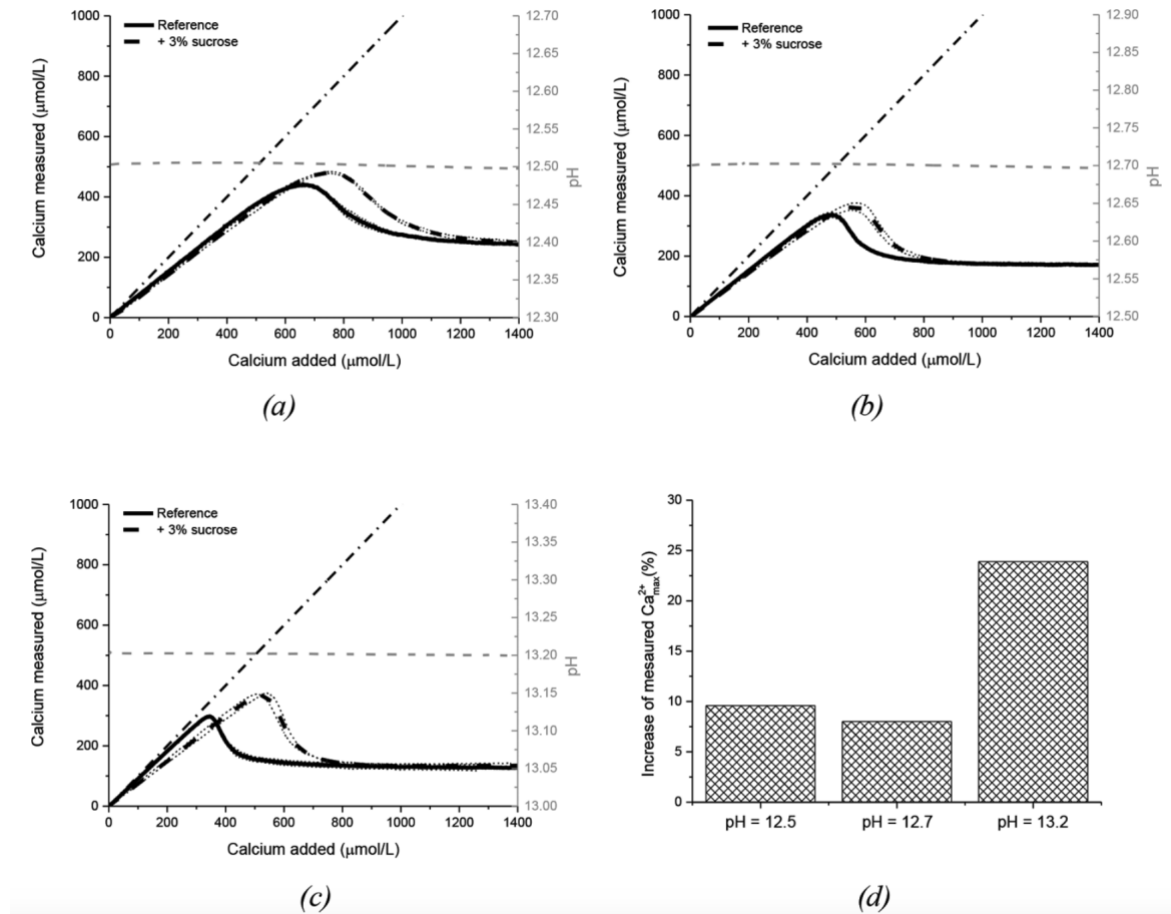 Reference
+ 3% sucrose
1000
800
600
400
200
0
Calcium measured (μmol/L)
0 200 400 600 800 1000 1200 1400
Calcium added (μmol/L)
12.70
12.65
12.60
12.55
12.50
12.45
12.40
12.35
12.30
pH
(a)
Reference
+ 3% sucrose
1000
800
600
400
200
0
Calcium measured (μmol/L)
0 200 400 600 800 1000 1200 1400
Calcium added (μmol/L)
12.90
12.85
12.80
12.75
12.70
12.65
12.60
12.55
12.50
pH
(b)
Reference
+ 3% sucrose
1000
800
600
400
200
0
Calcium measured (μmol/L)
0 200 400 600 800 1000 1200 1400
Calcium added (μmol/L)
13.40
13.35
13.30
13.25
13.20
13.15
13.10
13.05
13.00
pH
(c)
30
25
20
15
10
5
0
Increase of mesaured Ca²⁺max(%)
pH = 12.5 pH = 12.7 pH = 13.2
(d)